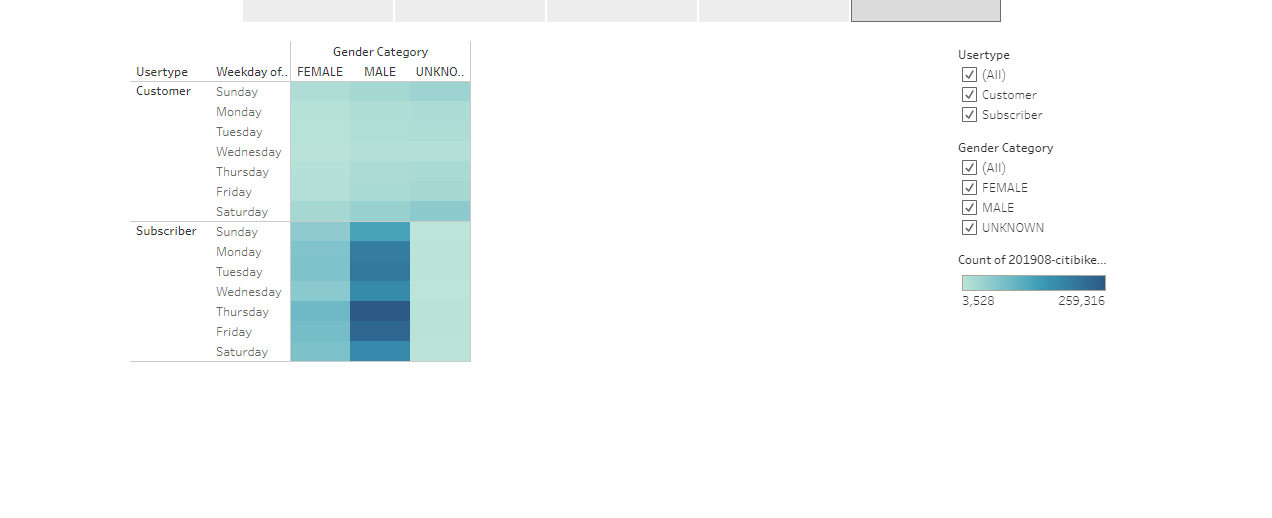 Gender Category
Usertype Weekday of.. FEMALE MALE UNKNO..
Customer Sunday
Monday
Tuesday
Wednesday
Thursday
Friday
Saturday
Subscriber Sunday
Monday
Tuesday
Wednesday
Thursday
Friday
Saturday
Usertype
(All)
Customer
Subscriber
Gender Category
(All)
FEMALE
MALE
UNKNOWN
Count of 201908-citibike...
3,528 259,316